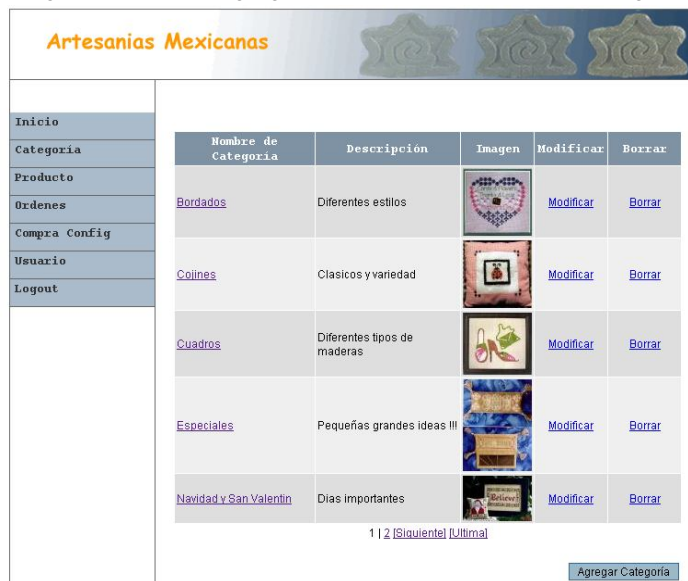 Artesanias Mexicanas
Inicio
Categoria
Producto
Ordenes
Compra Config
Usuario
Logout
Nombre de Categoría Descripción Imagen Modificar Borrar
Bordados Diferentes estilos Modificar Borrar
Cojines Clasicos y variedad Modificar Borrar
Cuadros Diferentes tipos de maderas Modificar Borrar
Especiales Pequeñas grandes ideas !!! Modificar Borrar
Navidad y San Valentin Dias importantes Believe! Modificar Borrar
1 | 2 [Siguiente] [Ultima]
Agregar Categoría